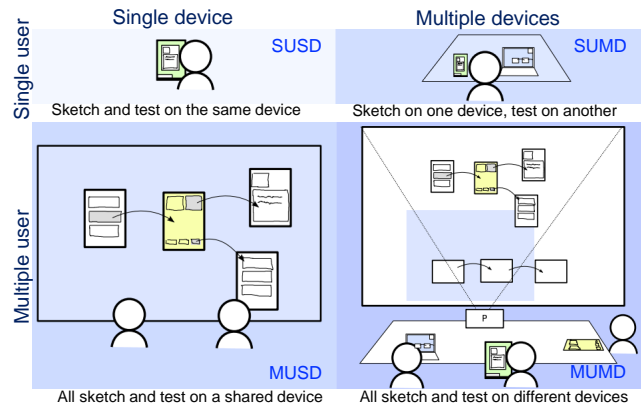 Single device
Multiple devices
Single user
SUSD
SUMD
Sketch and test on the same device
Sketch on one device, test on another
Multiple user
P
MUSD
MUMD
All sketch and test on a shared device
All sketch and test on different devices